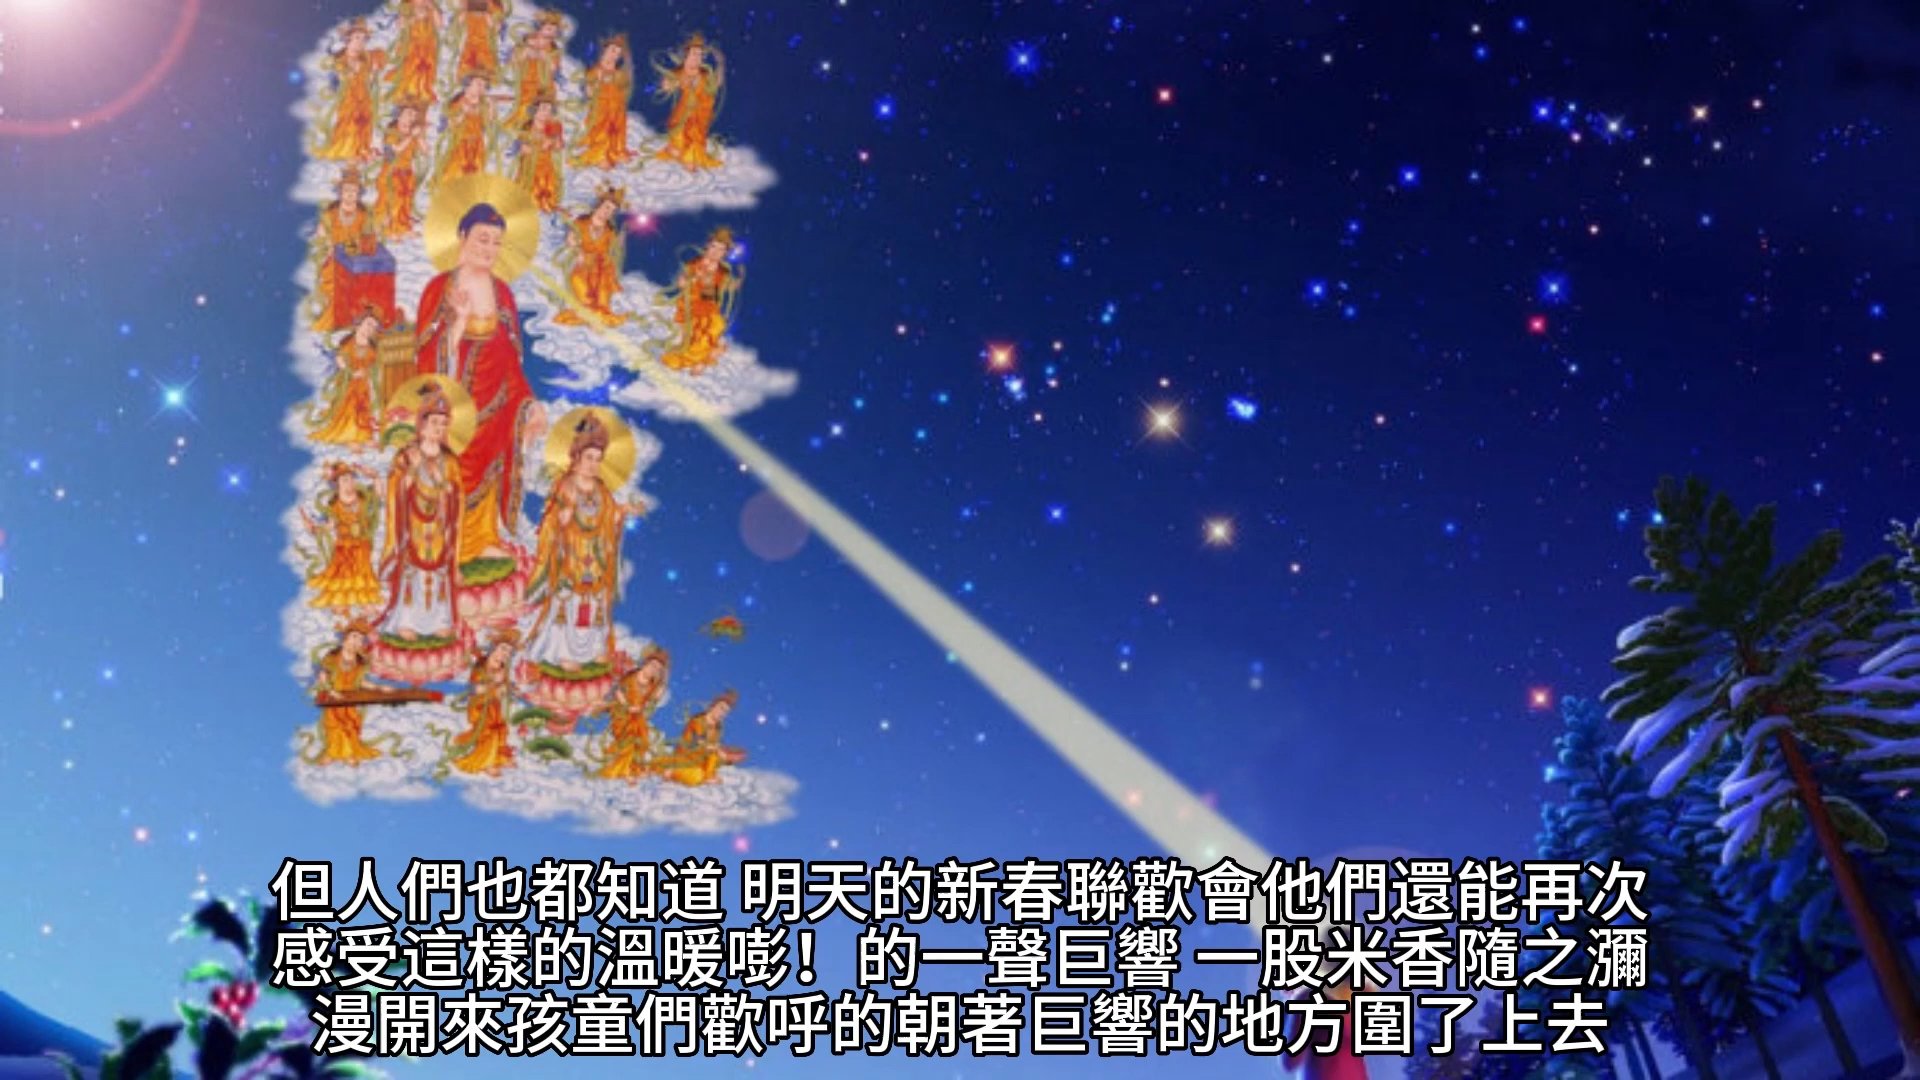 但人們也都知道 明天的新春聯歡會他們還能再次
感受這樣的溫暖嘭！的一聲巨響 一股米香隨之瀰
漫開來孩童們歡呼的朝著巨響的地方圍了上去